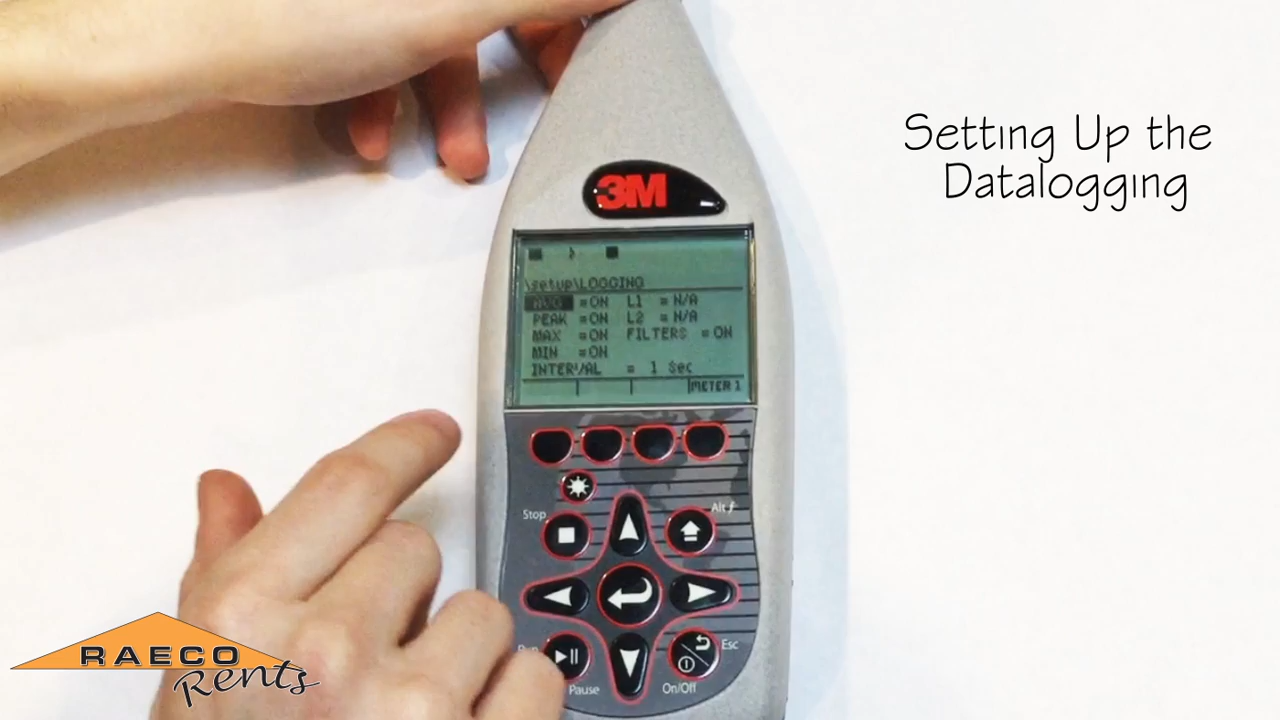 Setting Up the
Datalogging
3M
\setup\LOGGING
AVG =ON L1 = N/A
PEAK =ON L2 = N/A
MAX =ON FILTERS =ON
MIN =ON
INTERVAL = 1 Sec
METER 1
Stop
Alt f
Run
Esc
Pause
On/Off
RAECO
Rents